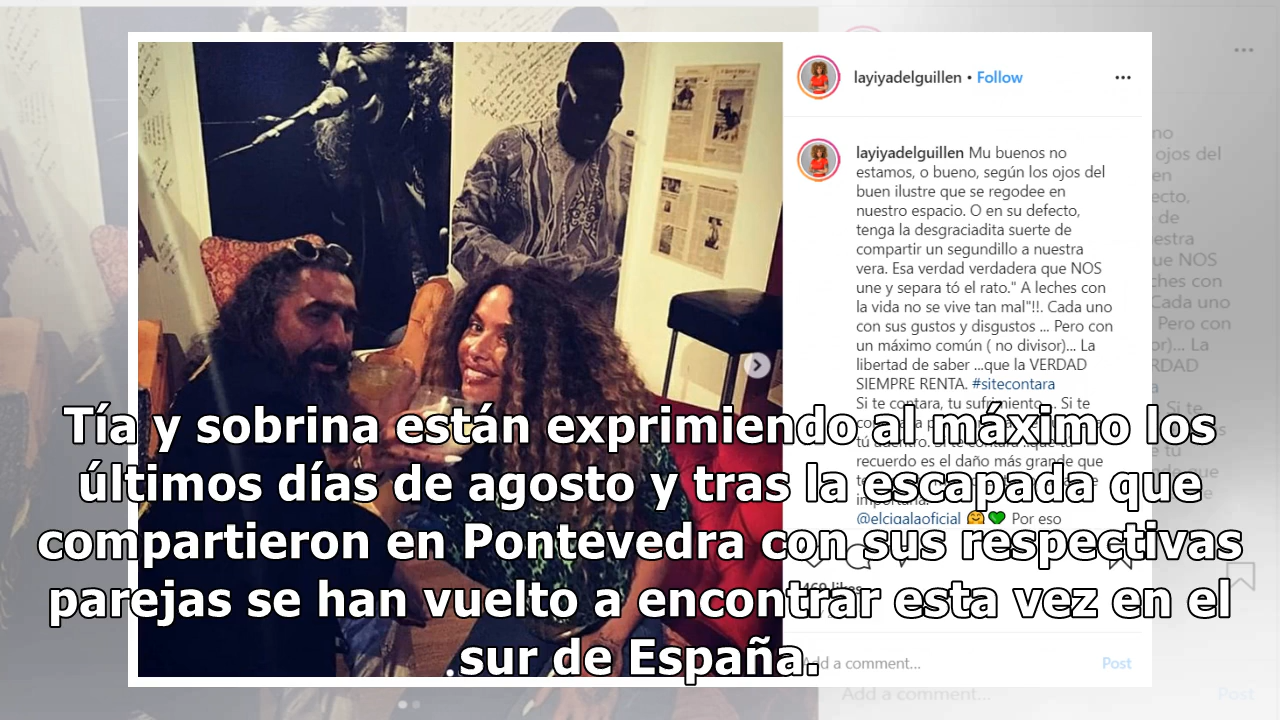 layiyadelguillen • Follow
layiyadelguillen Mu buenos no
estamos, o bueno, según los ojos del
buen ilustre que se regodee en
nuestro espacio. O en su defecto,
tenga la desgraciadita suerte de
compartir un segundillo a nuestra
vera. Esa verdad verdadera que NOS
une y separa tó el rato." A leches con
la vida no se vive tan mal"!!. Cada uno
con sus gustos y disgustos ... Pero con
un máximo común ( no divisor)... La
libertad de saber ...que la VERDAD
SIEMPRE RENTA. #sitecontara
Si te contara, tu sufrimiento... Si te
recuerdo es el daño más grande que
@elcigalaoficial 🤗💚 Por eso
469 likes
Add a comment... Post
Tía y sobrina están exprimiendo al máximo los
últimos días de agosto y tras la escapada que
compartieron en Pontevedra con sus respectivas
parejas se han vuelto a encontrar esta vez en el
sur de España.
Add a comment... Post